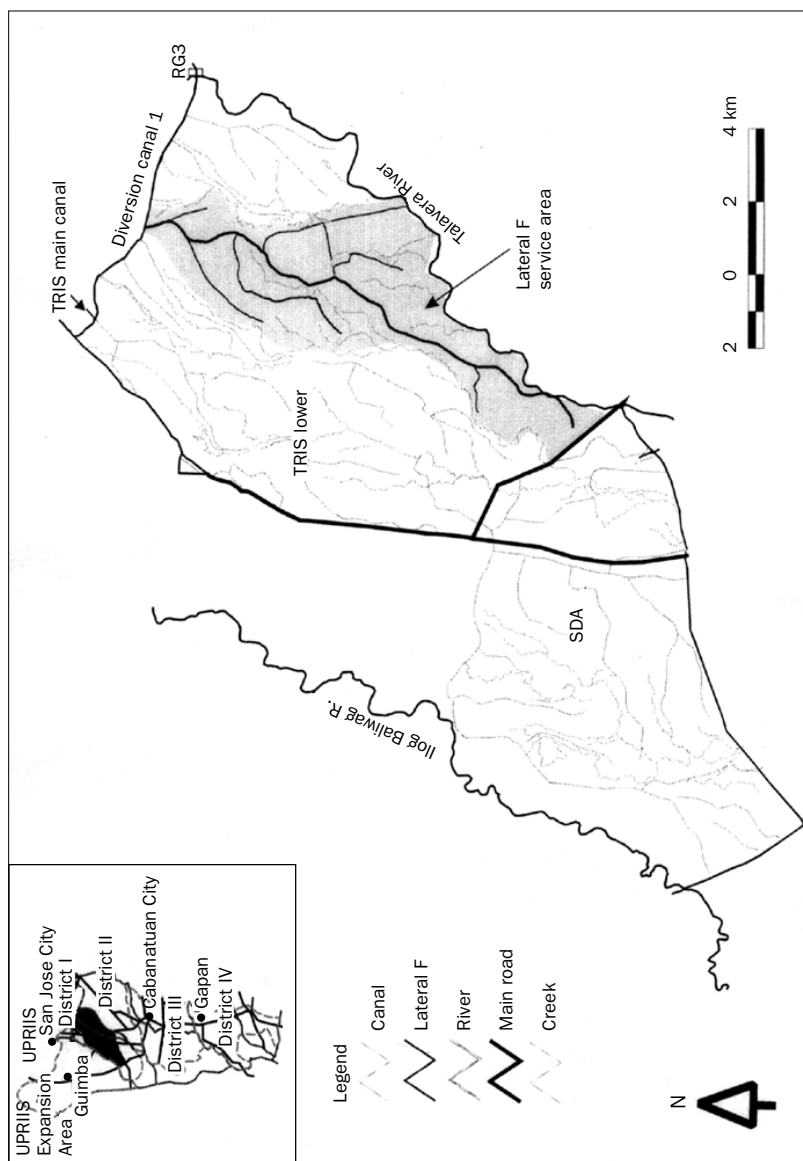 UPRIIS
Expansion
Area
UPRIIS
San Jose City
District I
Guimba
District II
Cabanatuan City
District III
Gapan
District IV
Legend
Canal
Lateral F
River
Main road
Creek
N
Ilog Baliwag R.
SDA
TRIS lower
TRIS main canal
Diversion canal 1
RG3
Talavera River
Lateral F
service area
2 0 2 4 km